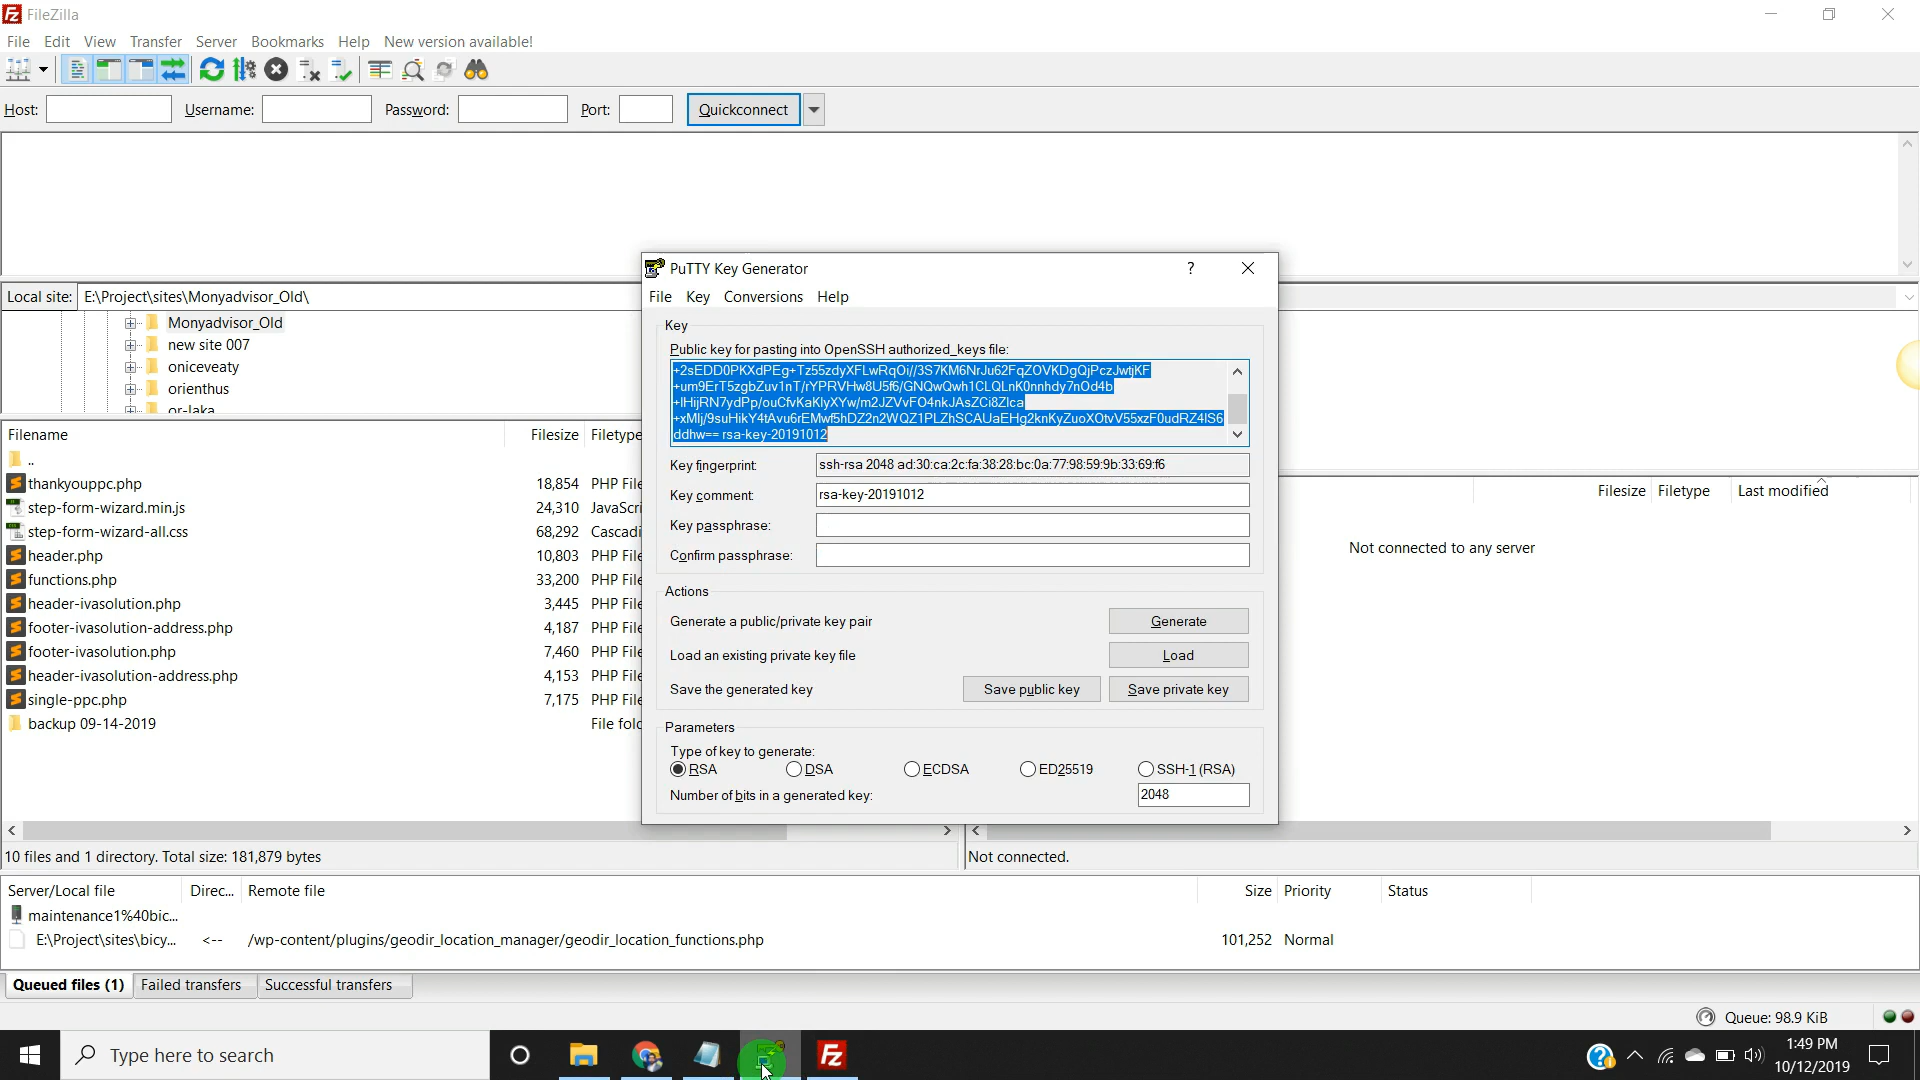 FileZilla
File Edit View Transfer Server Bookmarks Help New version available!
Host: Username: Password: Port: Quickconnect
Local site: E:\Project\sites\Monyadvisor_Old\
Monyadvisor_Old
new site 007
oniceveaty
orienthus
or-laka
Filename Filesize Filetype
..
thankyouppc.php 18,854 PHP File
step-form-wizard.min.js 24,310 JavaScri
step-form-wizard-all.css 68,292 Cascadi
header.php 10,803 PHP File
functions.php 33,200 PHP File
header-ivasolution.php 3,445 PHP File
footer-ivasolution-address.php 4,187 PHP File
footer-ivasolution.php 7,460 PHP File
header-ivasolution-address.php 4,153 PHP File
single-ppc.php 7,175 PHP File
backup 09-14-2019 File fold
10 files and 1 directory. Total size: 181,879 bytes
PuTTY Key Generator ?
File Key Conversions Help
Key
Public key for pasting into OpenSSH authorized_keys file:
+2sEDD0PKXdPEg+Tz55zdyXFLwRqOi//3S7KM6NrJu62FqZOVKDgQjPczJwtjKF
+um9ErT5zgbZuv1nT/rYPRVHw8U5f6/GNQwQwh1CLQLnK0nnhdy7nOd4b
+lHijRN7ydPp/ouCfvKaKlyXYw/m2JZVvFO4nkJAsZCi8Zlca
+xMlj/9suHikY4tAvu6rEMwf5hDZ2n2WQZ1PLZhSCAUaEHg2knKyZuoXOtvV55xzF0udRZ4IS6
ddhw== rsa-key-20191012
Key fingerprint: ssh-rsa 2048 ad:30:ca:2c:fa:38:28:bc:0a:77:98:59:9b:33:69:f6
Key comment: rsa-key-20191012
Key passphrase:
Confirm passphrase:
Actions
Generate a public/private key pair Generate
Load an existing private key file Load
Save the generated key Save public key Save private key
Parameters
Type of key to generate:
RSA DSA ECDSA ED25519 SSH-1 (RSA)
Number of bits in a generated key: 2048
Filesize Filetype Last modified
Not connected to any server
Not connected.
Server/Local file Direc... Remote file Size Priority Status
maintenance1%40bic...
E:\Project\sites\bicy... <-- /wp-content/plugins/geodir_location_manager/geodir_location_functions.php 101,252 Normal
Queued files (1) Failed transfers Successful transfers
Queue: 98.9 KiB
Type here to search
1:49 PM
10/12/2019